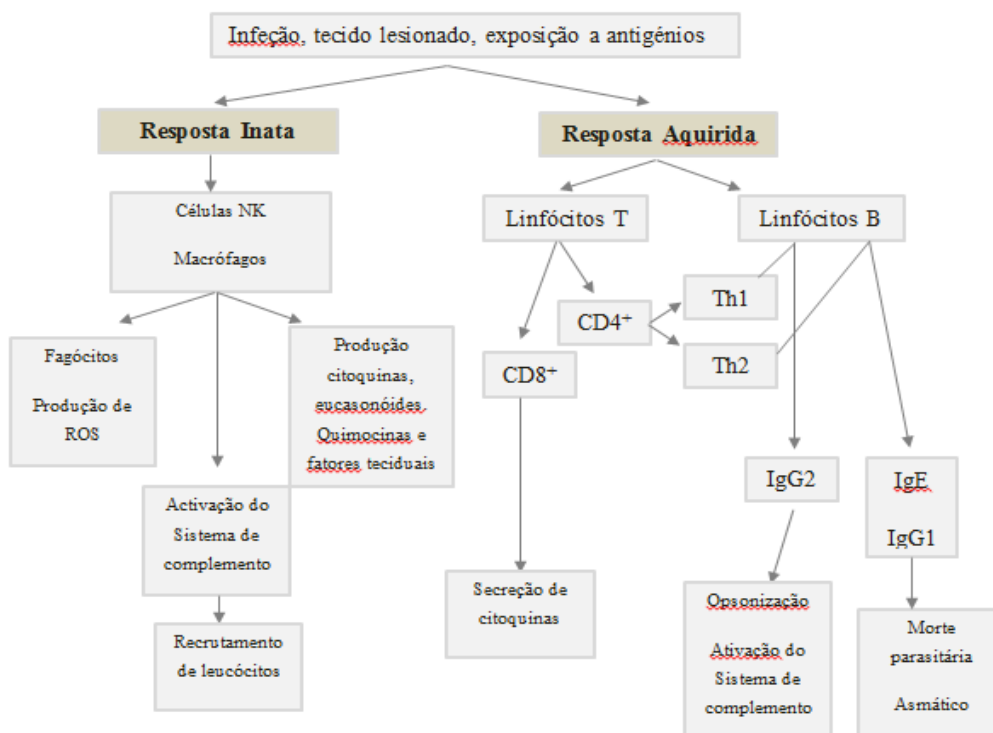 Infeção, tecido lesionado, exposição a antigénios
Resposta Inata
Resposta Aquirida
Células NK
Macrófagos
Linfócitos T
Linfócitos B
Th1
CD4+
Th2
CD8+
Fagócitos
Produção de
ROS
Produção
citoquinas,
eucasonóides,
Quimocinas e
fatores teciduais
IgG2
IgE
IgG1
Activação do
Sistema de
complemento
Secreção de
citoquinas
Opsonização
Ativação do
Sistema de
complemento
Morte
parasitária
Asmático
Recrutamento
de leucócitos